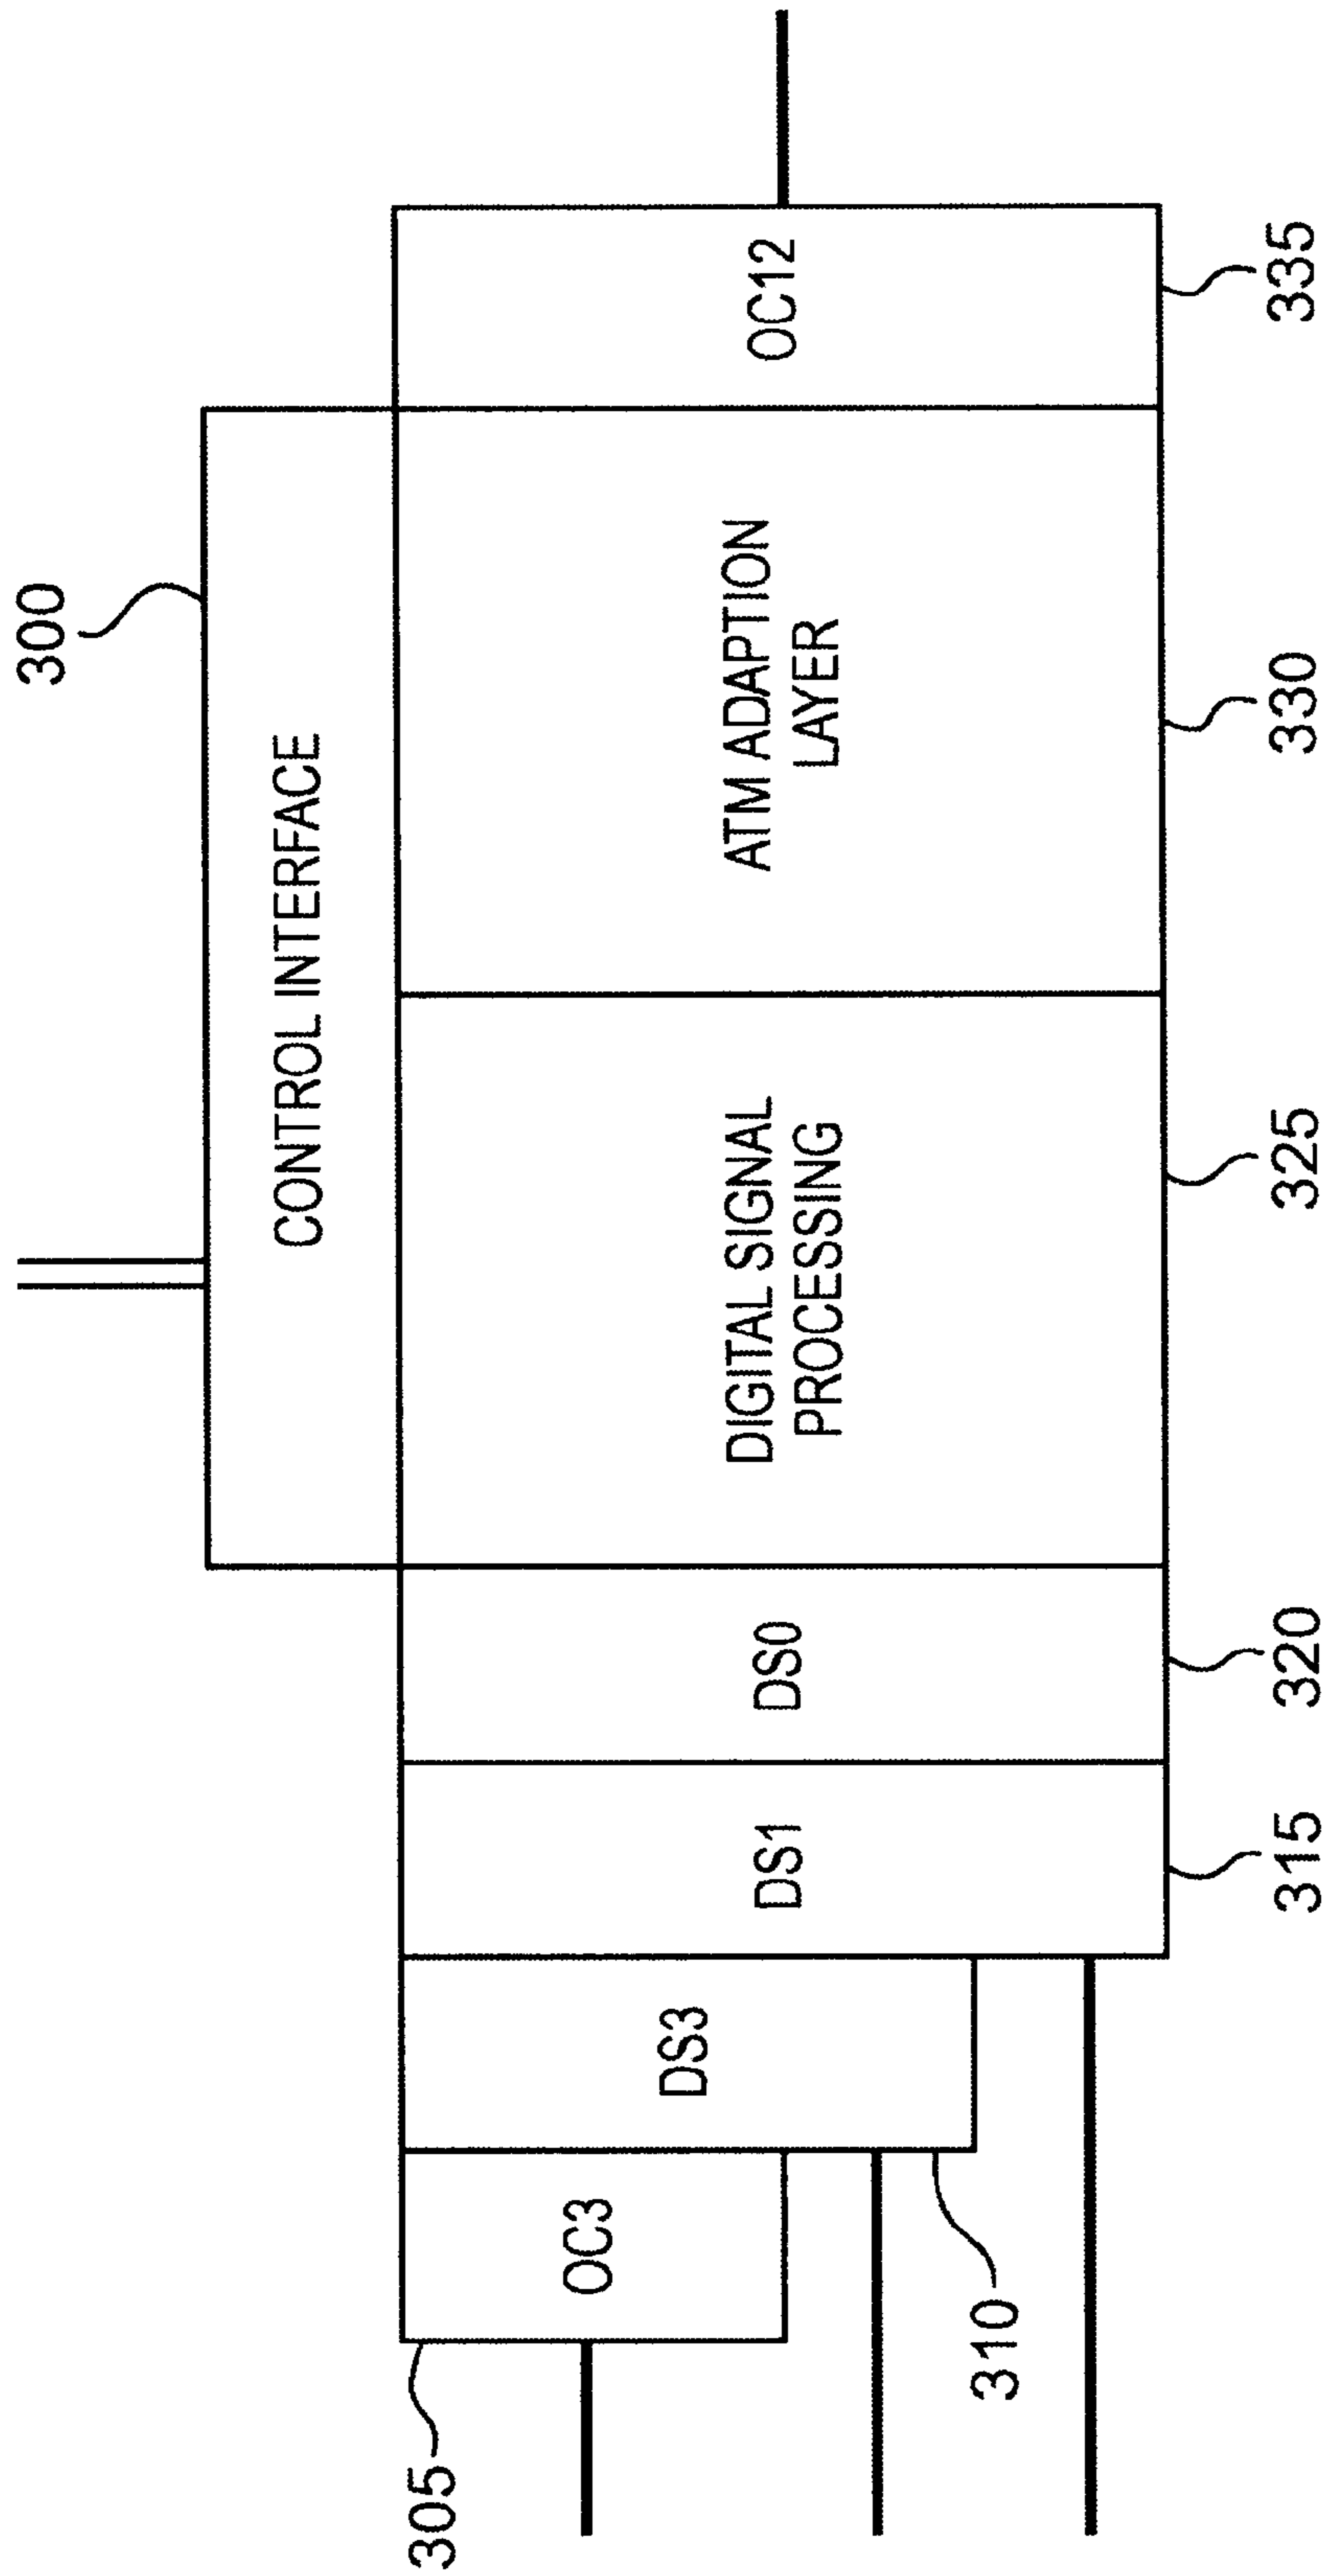 300
CONTROL INTERFACE
305
OC3
310
DS3
DS1
315
DS0
320
DIGITAL SIGNAL
PROCESSING
325
ATM ADAPTION
LAYER
330
OC12
335